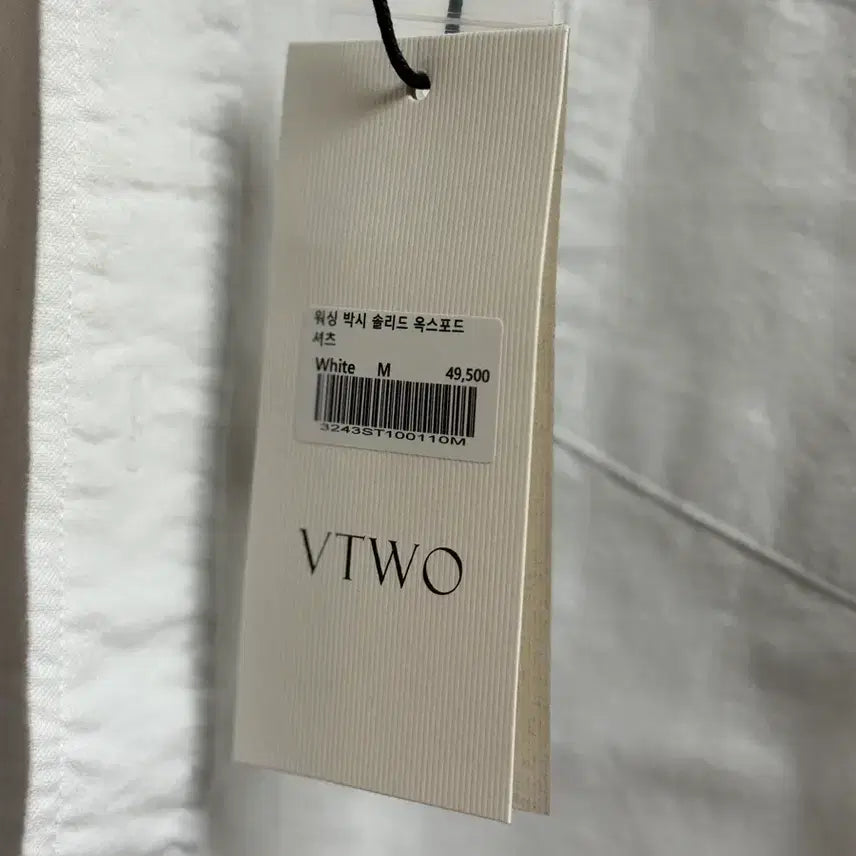 워싱 박시 솔리드 옥스포드
셔츠
White M 49,500
3243ST100110M
VTWO